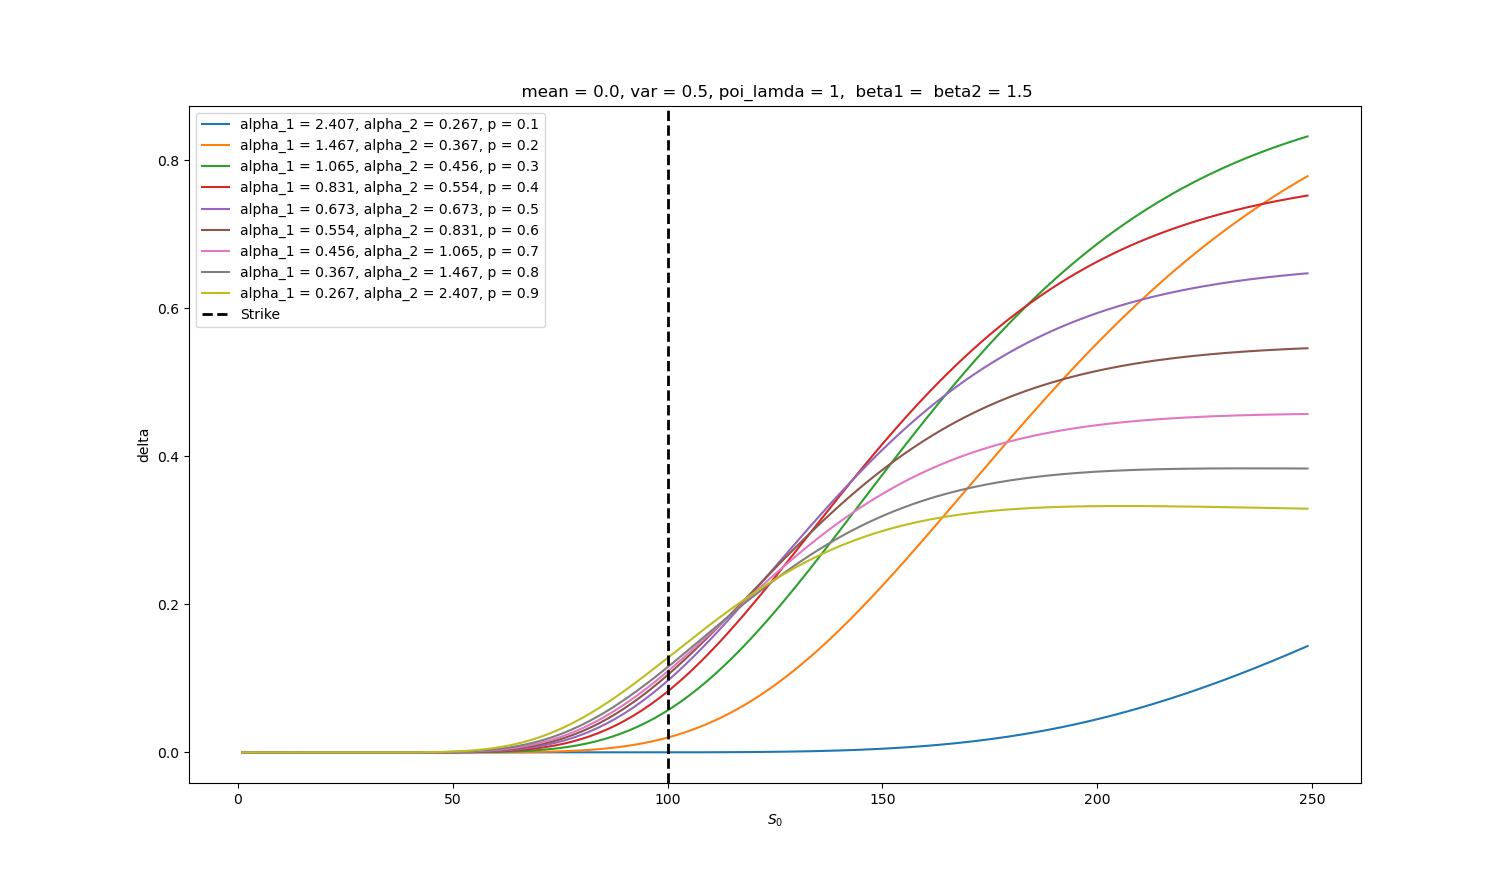 mean = 0.0, var = 0.5, poi_lamda = 1,  beta1 =  beta2 = 1.5
alpha_1 = 2.407, alpha_2 = 0.267, p = 0.1
alpha_1 = 1.467, alpha_2 = 0.367, p = 0.2
alpha_1 = 1.065, alpha_2 = 0.456, p = 0.3
alpha_1 = 0.831, alpha_2 = 0.554, p = 0.4
alpha_1 = 0.673, alpha_2 = 0.673, p = 0.5
alpha_1 = 0.554, alpha_2 = 0.831, p = 0.6
alpha_1 = 0.456, alpha_2 = 1.065, p = 0.7
alpha_1 = 0.367, alpha_2 = 1.467, p = 0.8
alpha_1 = 0.267, alpha_2 = 2.407, p = 0.9
Strike
0.8
0.6
0.4
0.2
0.0
delta
0 50 100 150 200 250
S_0